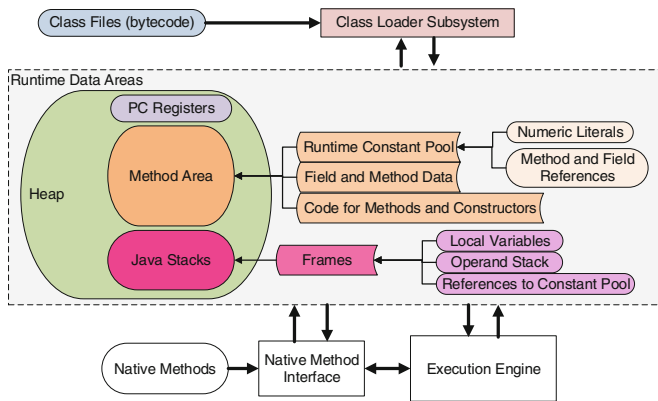 Class Files (bytecode)
Class Loader Subsystem
Runtime Data Areas
PC Registers
Heap
Method Area
Java Stacks
Runtime Constant Pool
Field and Method Data
Code for Methods and Constructors
Numeric Literals
Method and Field
References
Frames
Local Variables
Operand Stack
References to Constant Pool
Native Methods
Native Method
Interface
Execution Engine